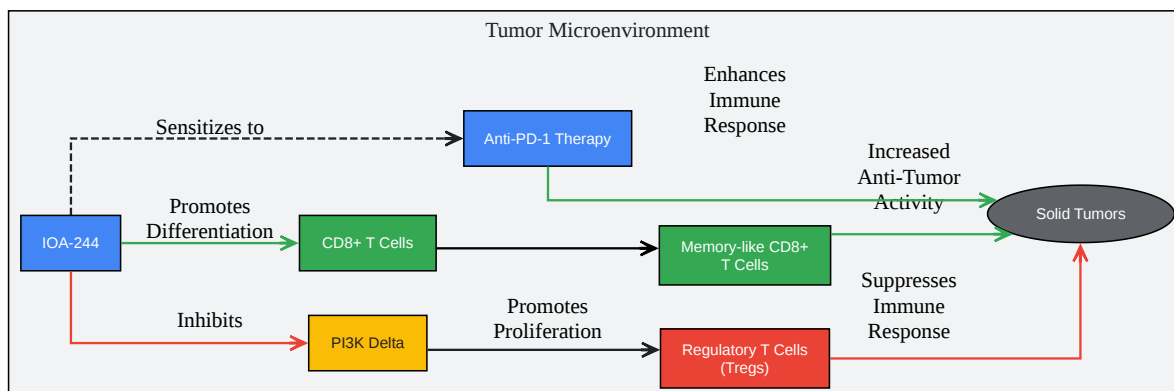 Tumor Microenvironment
Enhances
Immune
Response
Sensitizes to
Anti-PD-1 Therapy
Increased
Anti-Tumor
Activity
Promotes
Differentiation
IOA-244
CD8+ T Cells
Memory-like CD8+
T Cells
Solid Tumors
Suppresses
Immune
Response
Inhibits
PI3K Delta
Promotes
Proliferation
Regulatory T Cells
(Tregs)